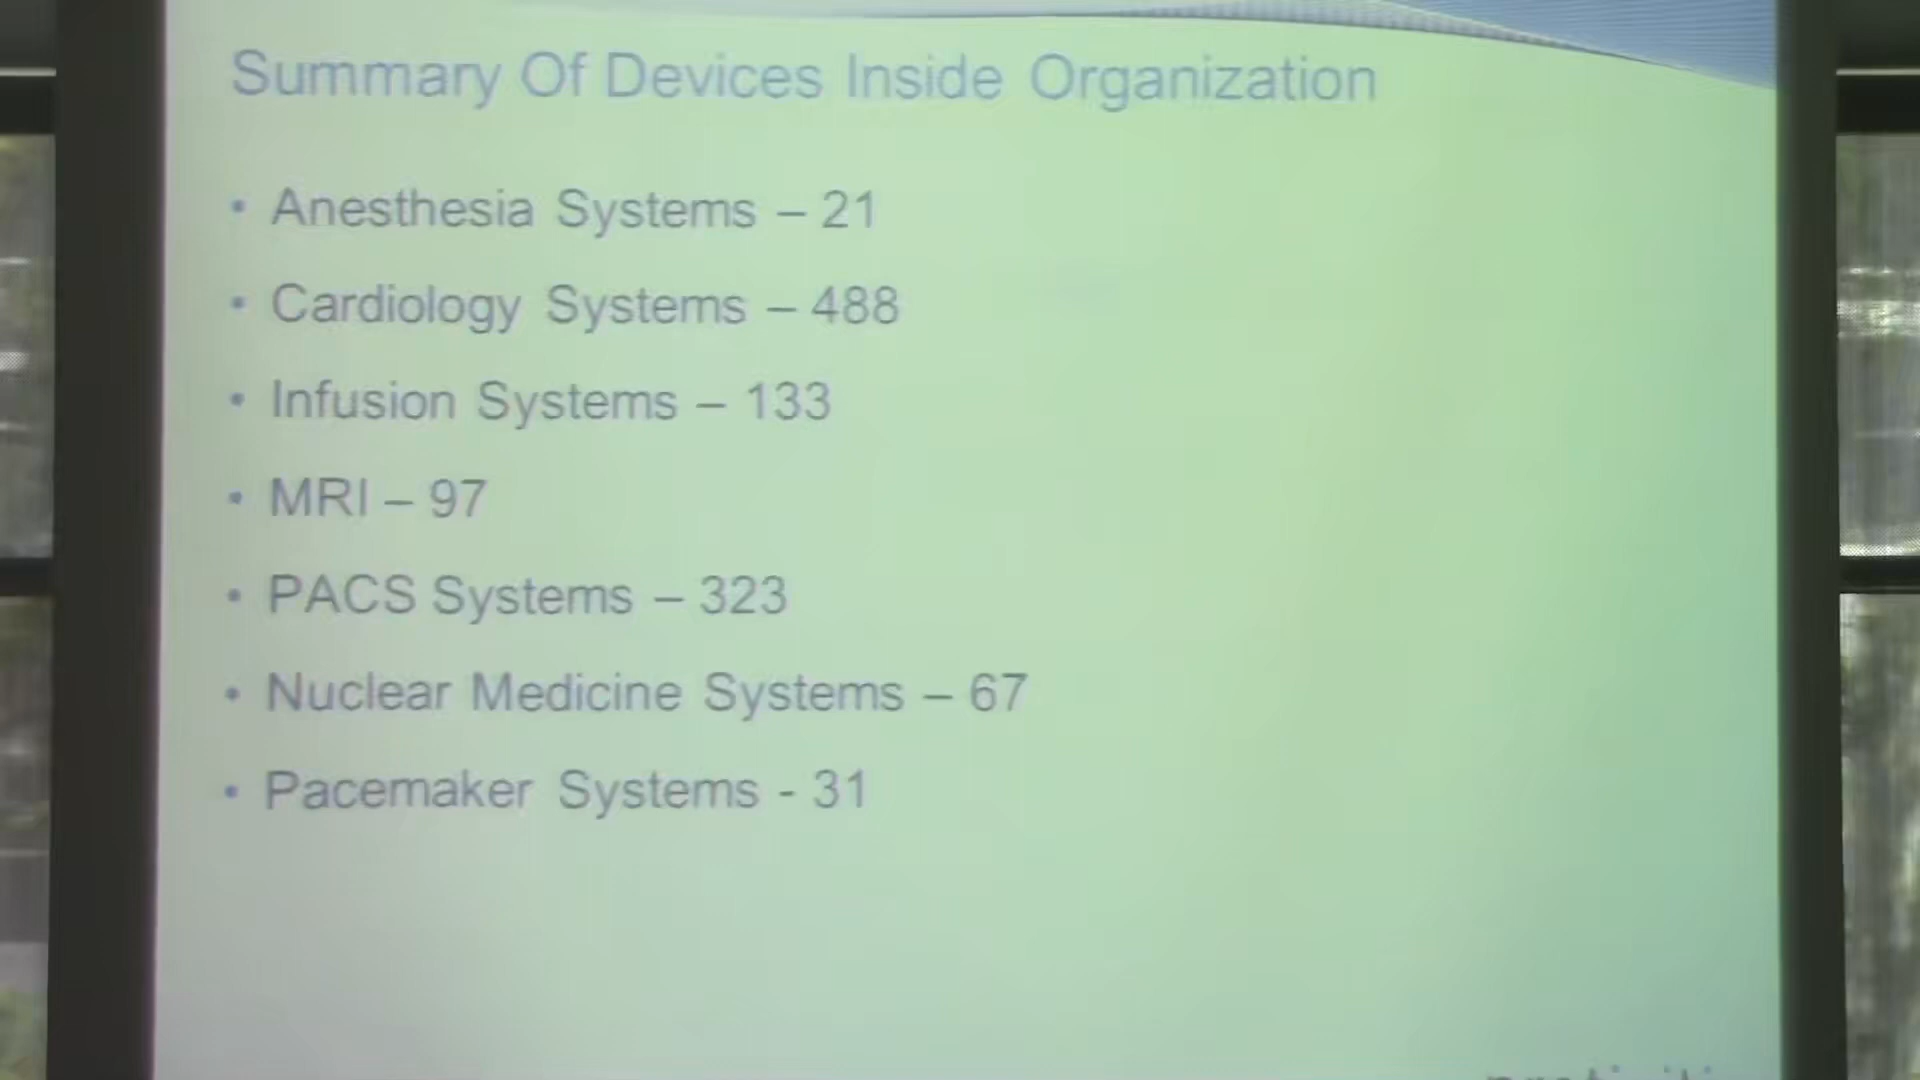 Summary Of Devices Inside Organization
• Anesthesia Systems – 21
• Cardiology Systems – 488
• Infusion Systems – 133
• MRI – 97
• PACS Systems – 323
• Nuclear Medicine Systems – 67
• Pacemaker Systems - 31